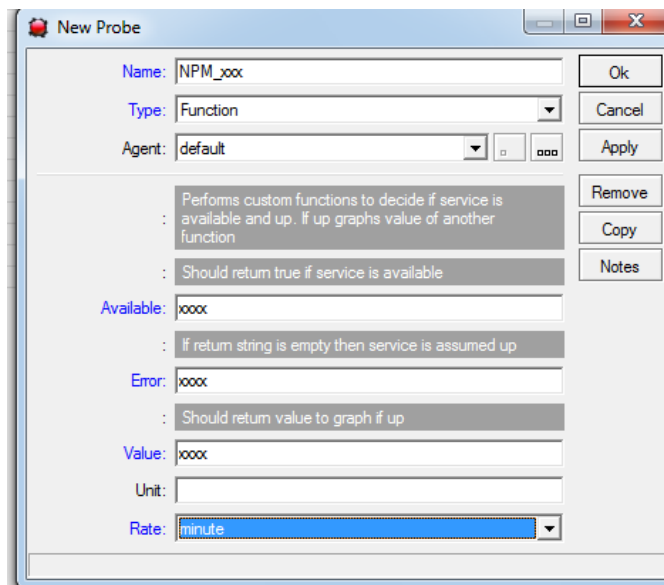 New Probe
Name: NPM_xxx
Ok
Type: Function
Cancel
Agent: default
Apply
Performs custom functions to decide if service is
: available and up. If up graphs value of another
function
Remove
Copy
: Should return true if service is available
Notes
Available: xxxx
: If return string is empty then service is assumed up
Error: xxxx
: Should return value to graph if up
Value: xxxx
Unit:
Rate: minute